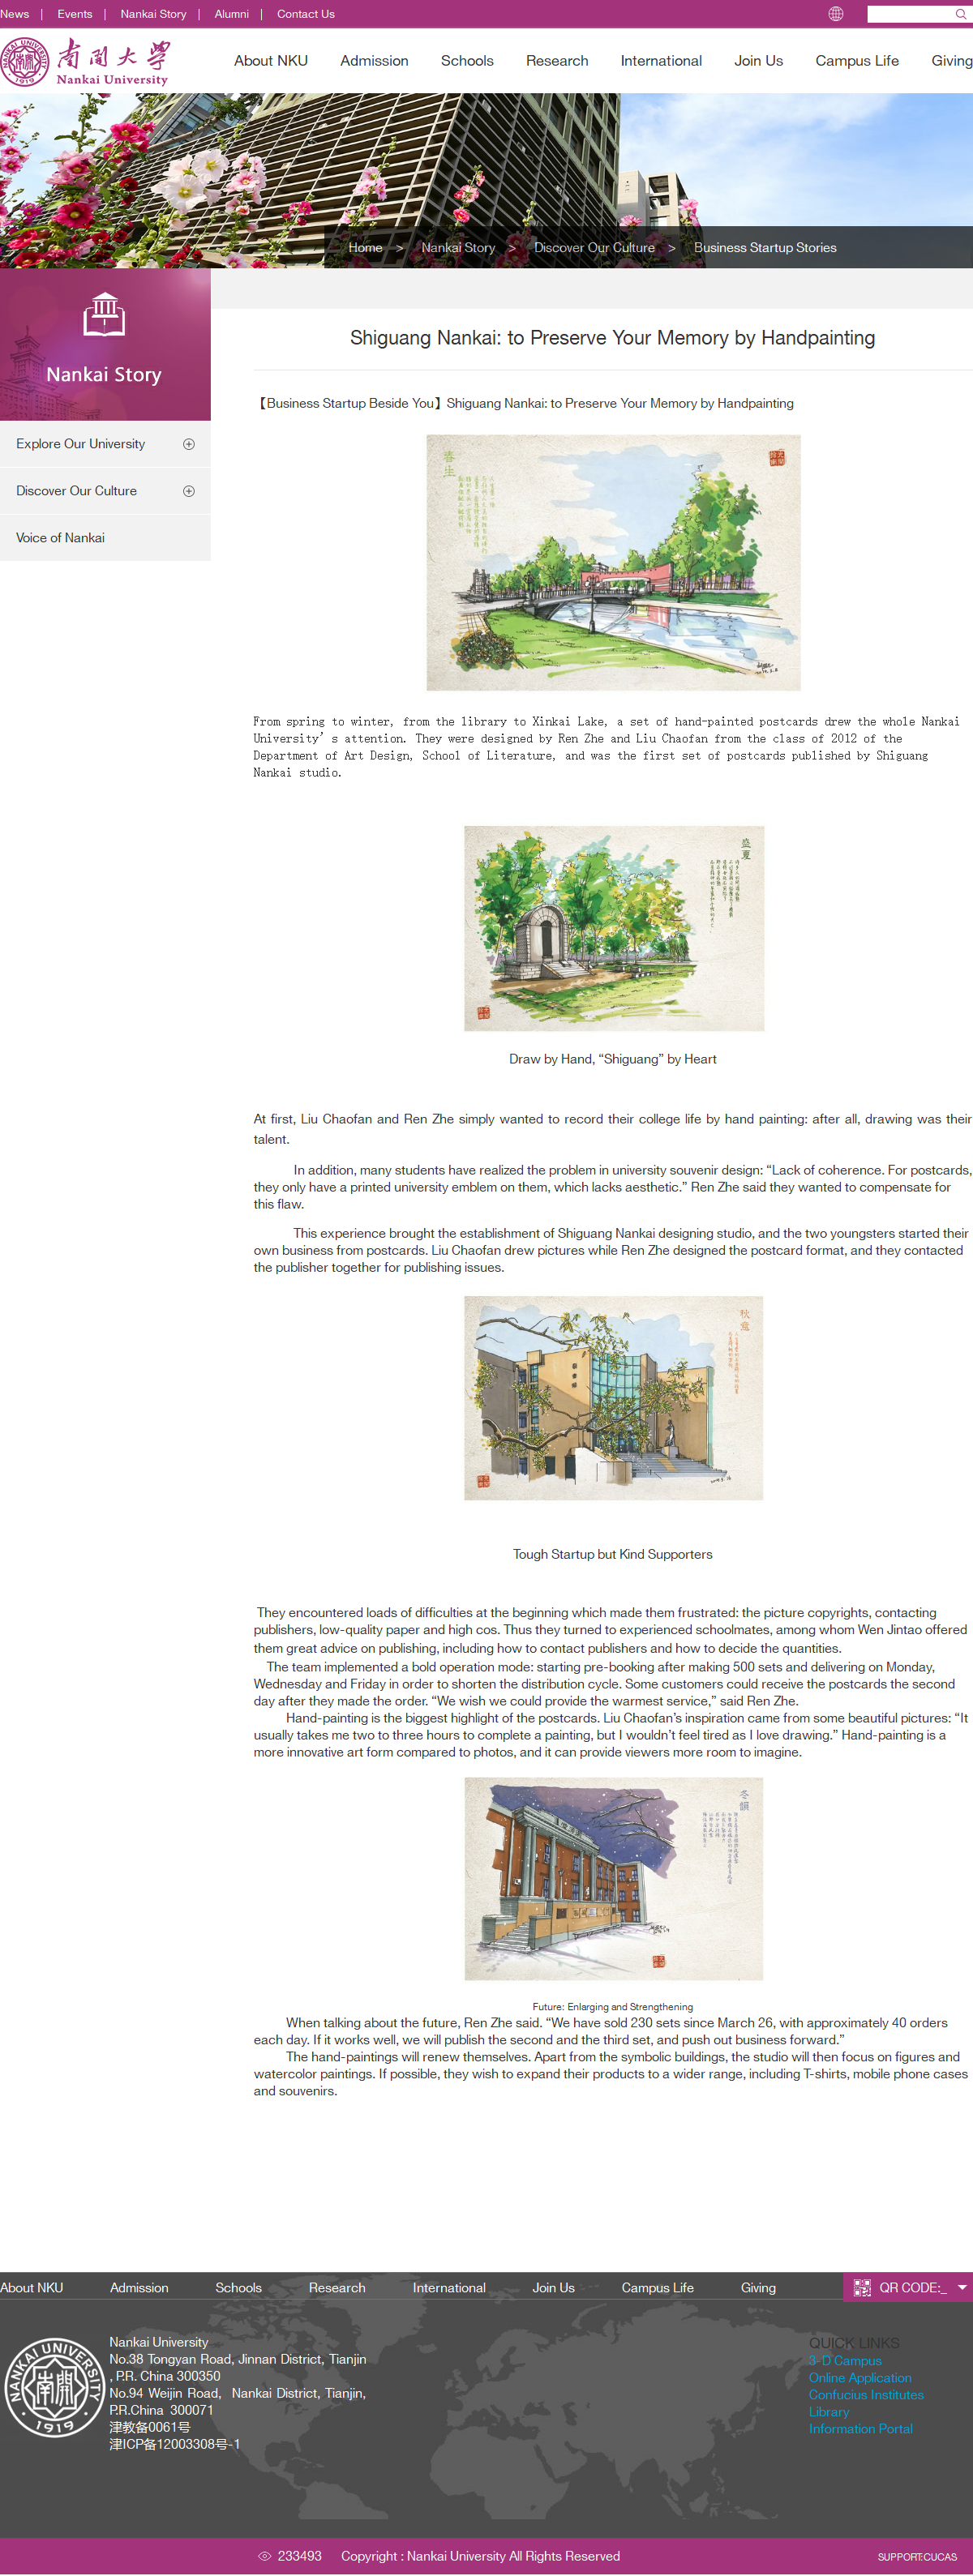 News | Events | Nankai Story | Alumni | Contact Us
南開大學
Nankai University
NANKAI UNIVERSITY
1919
About NKU Admission Schools Research International Join Us Campus Life Giving
Home > Nankai Story > Discover Our Culture > Business Startup Stories
Nankai Story
Explore Our University
Discover Our Culture
Voice of Nankai
Shiguang Nankai: to Preserve Your Memory by Handpainting
【Business Startup Beside You】Shiguang Nankai: to Preserve Your Memory by Handpainting
春生
From spring to winter, from the library to Xinkai Lake, a set of hand-painted postcards drew the whole Nankai
University’s attention. They were designed by Ren Zhe and Liu Chaofan from the class of 2012 of the
Department of Art Design, School of Literature, and was the first set of postcards published by Shiguang
Nankai studio.
盛夏
Draw by Hand, “Shiguang” by Heart
At first, Liu Chaofan and Ren Zhe simply wanted to record their college life by hand painting: after all, drawing was their
talent.
In addition, many students have realized the problem in university souvenir design: “Lack of coherence. For postcards,
they only have a printed university emblem on them, which lacks aesthetic.” Ren Zhe said they wanted to compensate for
this flaw.
This experience brought the establishment of Shiguang Nankai designing studio, and the two youngsters started their
own business from postcards. Liu Chaofan drew pictures while Ren Zhe designed the postcard format, and they contacted
the publisher together for publishing issues.
Tough Startup but Kind Supporters
They encountered loads of difficulties at the beginning which made them frustrated: the picture copyrights, contacting
publishers, low-quality paper and high cos. Thus they turned to experienced schoolmates, among whom Wen Jintao offered
them great advice on publishing, including how to contact publishers and how to decide the quantities.
The team implemented a bold operation mode: starting pre-booking after making 500 sets and delivering on Monday,
Wednesday and Friday in order to shorten the distribution cycle. Some customers could receive the postcards the second
day after they made the order. “We wish we could provide the warmest service,” said Ren Zhe.
Hand-painting is the biggest highlight of the postcards. Liu Chaofan’s inspiration came from some beautiful pictures: “It
usually takes me two to three hours to complete a painting, but I wouldn’t feel tired as I love drawing.” Hand-painting is a
more innovative art form compared to photos, and it can provide viewers more room to imagine.
冬韻
Future: Enlarging and Strengthening
When talking about the future, Ren Zhe said. “We have sold 230 sets since March 26, with approximately 40 orders
each day. If it works well, we will publish the second and the third set, and push out business forward.”
The hand-paintings will renew themselves. Apart from the symbolic buildings, the studio will then focus on figures and
watercolor paintings. If possible, they wish to expand their products to a wider range, including T-shirts, mobile phone cases
and souvenirs.
About NKU Admission Schools Research International Join Us Campus Life Giving QR CODE:_
NANKAI UNIVERSITY
1919
Nankai University
No.38 Tongyan Road, Jinnan District, Tianjin
, P.R. China 300350
No.94 Weijin Road, Nankai District, Tianjin,
P.R.China 300071
津教备0061号
津ICP备12003308号-1
QUICK LINKS
3-D Campus
Online Application
Confucius Institutes
Library
Information Portal
233493 Copyright : Nankai University All Rights Reserved
SUPPORT:CUCAS